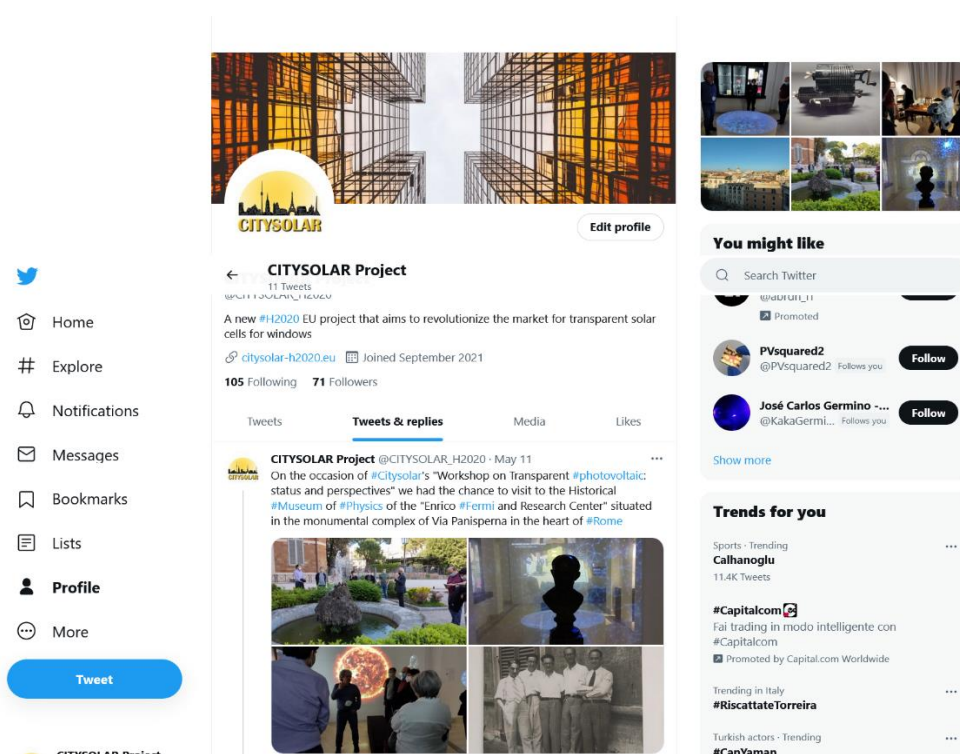 Home
Explore
Notifications
Messages
Bookmarks
Lists
Profile
More
Tweet
CITYSOLAR Project
CITYSOLAR
Edit profile
CITYSOLAR Project
11 Tweets
@CITYSOLAR_H2020
A new #H2020 EU project that aims to revolutionize the market for transparent solar
cells for windows
citysolar-h2020.eu Joined September 2021
105 Following 71 Followers
Tweets Tweets & replies Media Likes
CITYSOLAR
CITYSOLAR Project @CITYSOLAR_H2020 · May 11
On the occasion of #Citysolar's "Workshop on Transparent #photovoltaic:
status and perspectives" we had the chance to visit to the Historical
#Museum of #Physics of the "Enrico #Fermi and Research Center" situated
in the monumental complex of Via Panisperna in the heart of #Rome
You might like
Search Twitter
Promoted
PVsquared2
@PVsquared2 Follows you
Follow
José Carlos Germino -...
@KakaGermi... Follows you
Follow
Show more
Trends for you
Sports · Trending
Calhanoglu
11.4K Tweets
#Capitalcom
Fai trading in modo intelligente con
#Capitalcom
Promoted by Capital.com Worldwide
Trending in Italy
#RiscattateTorreira
Turkish actors · Trending
#CanYaman